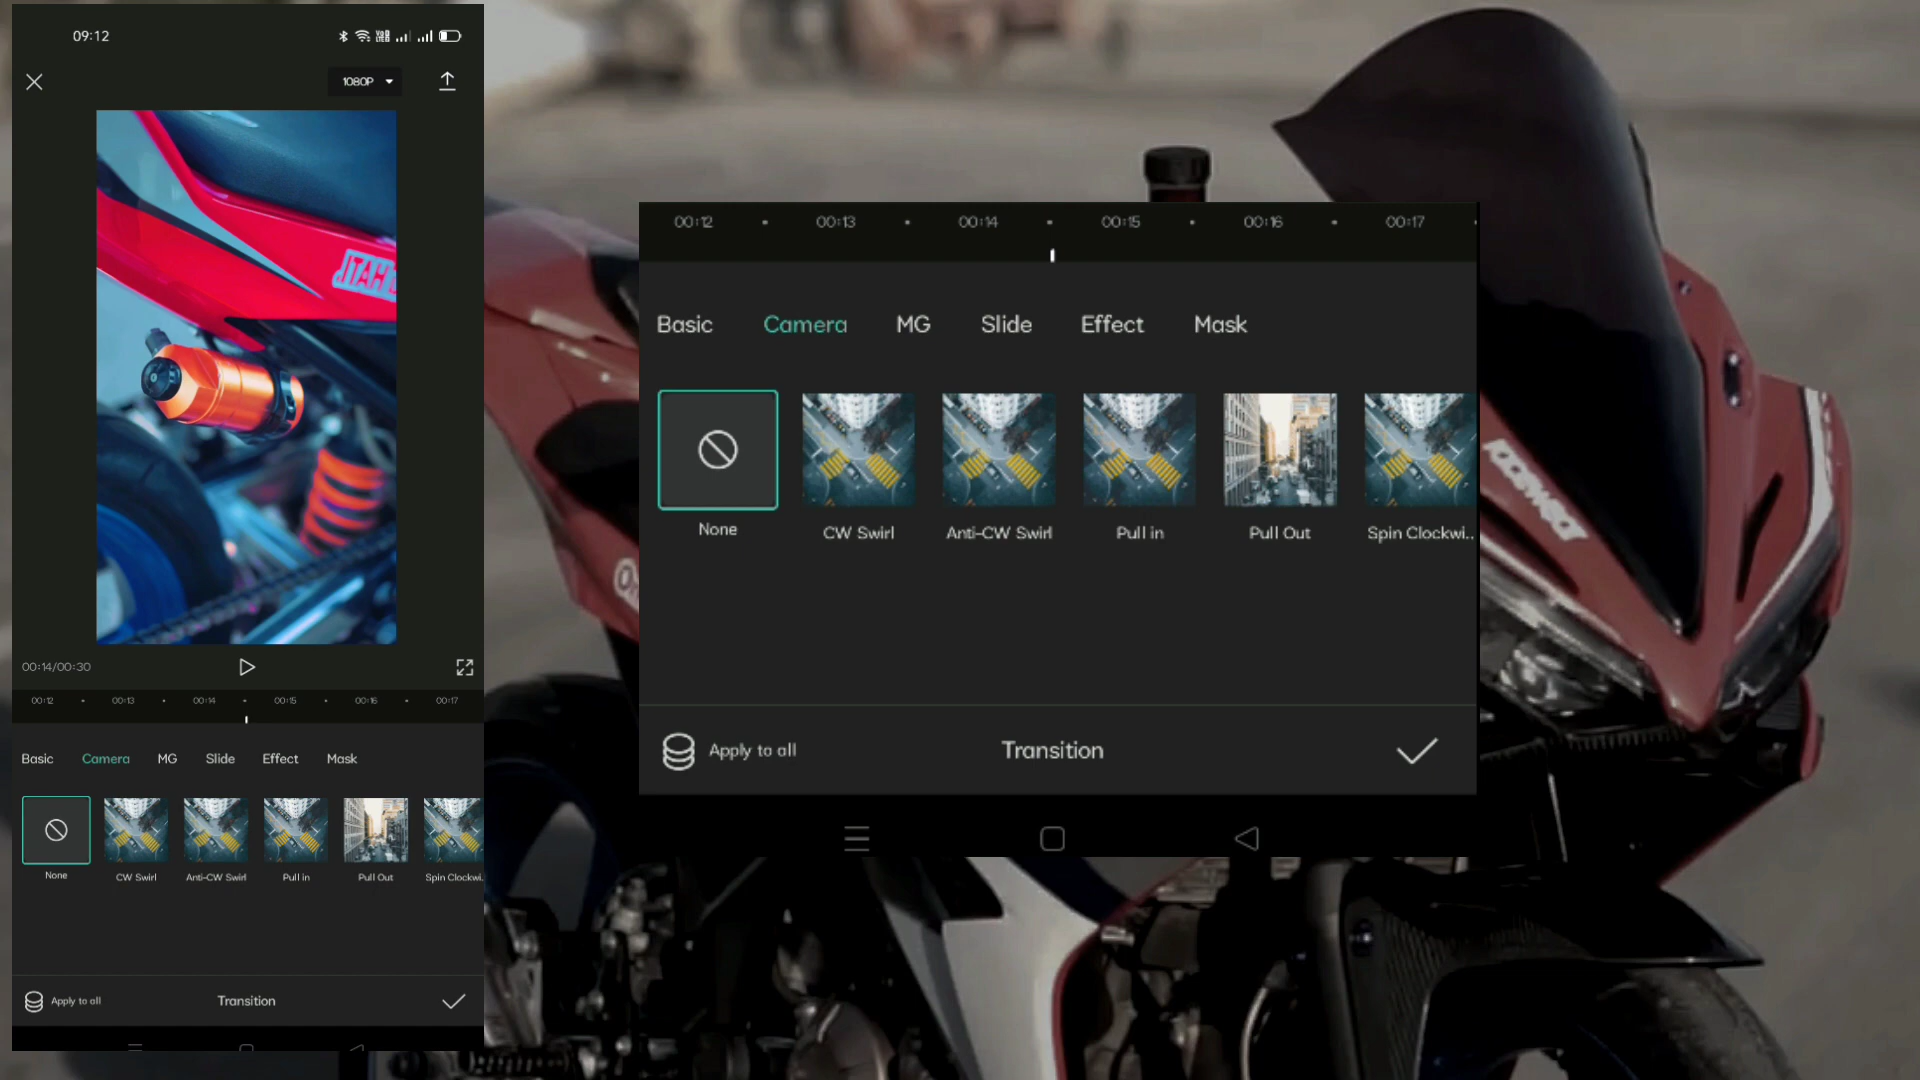 09:12
1080P
00:14/00:30
00:12 00:13 00:14 00:15 00:16 00:17
Basic Camera MG Slide Effect Mask
None CW Swirl Anti-CW Swirl Pull in Pull Out Spin Clockwi..
Apply to all Transition
00:12 00:13 00:14 00:15 00:16 00:17
Basic Camera MG Slide Effect Mask
None CW Swirl Anti-CW Swirl Pull in Pull Out Spin Clockwi..
Apply to all Transition